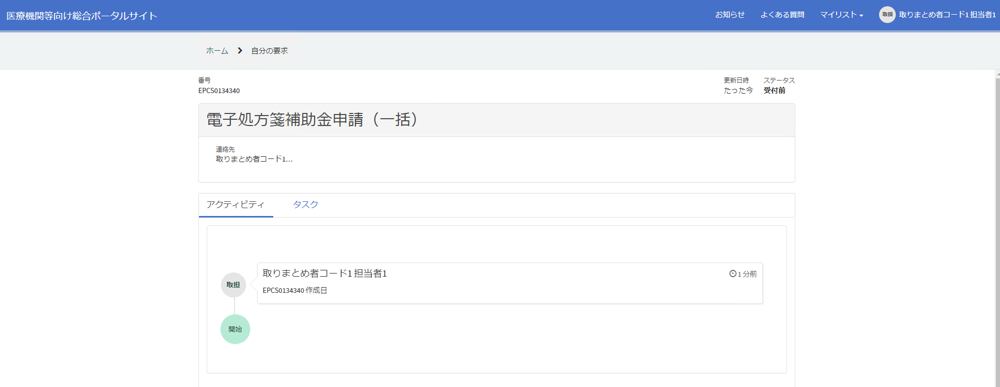 医療機関等向け総合ポータルサイト
お知らせ
よくある質問
マイリスト
取担
取りまとめ者コード1 担当者1
ホーム
自分の要求
番号
EPCS0134340
更新日時
たった今
ステータス
受付前
電子処方箋補助金申請（一括）
連絡先
取りまとめ者コード1...
アクティビティ
タスク
取担
取りまとめ者コード1 担当者1
1 分前
EPCS0134340 作成日
開始